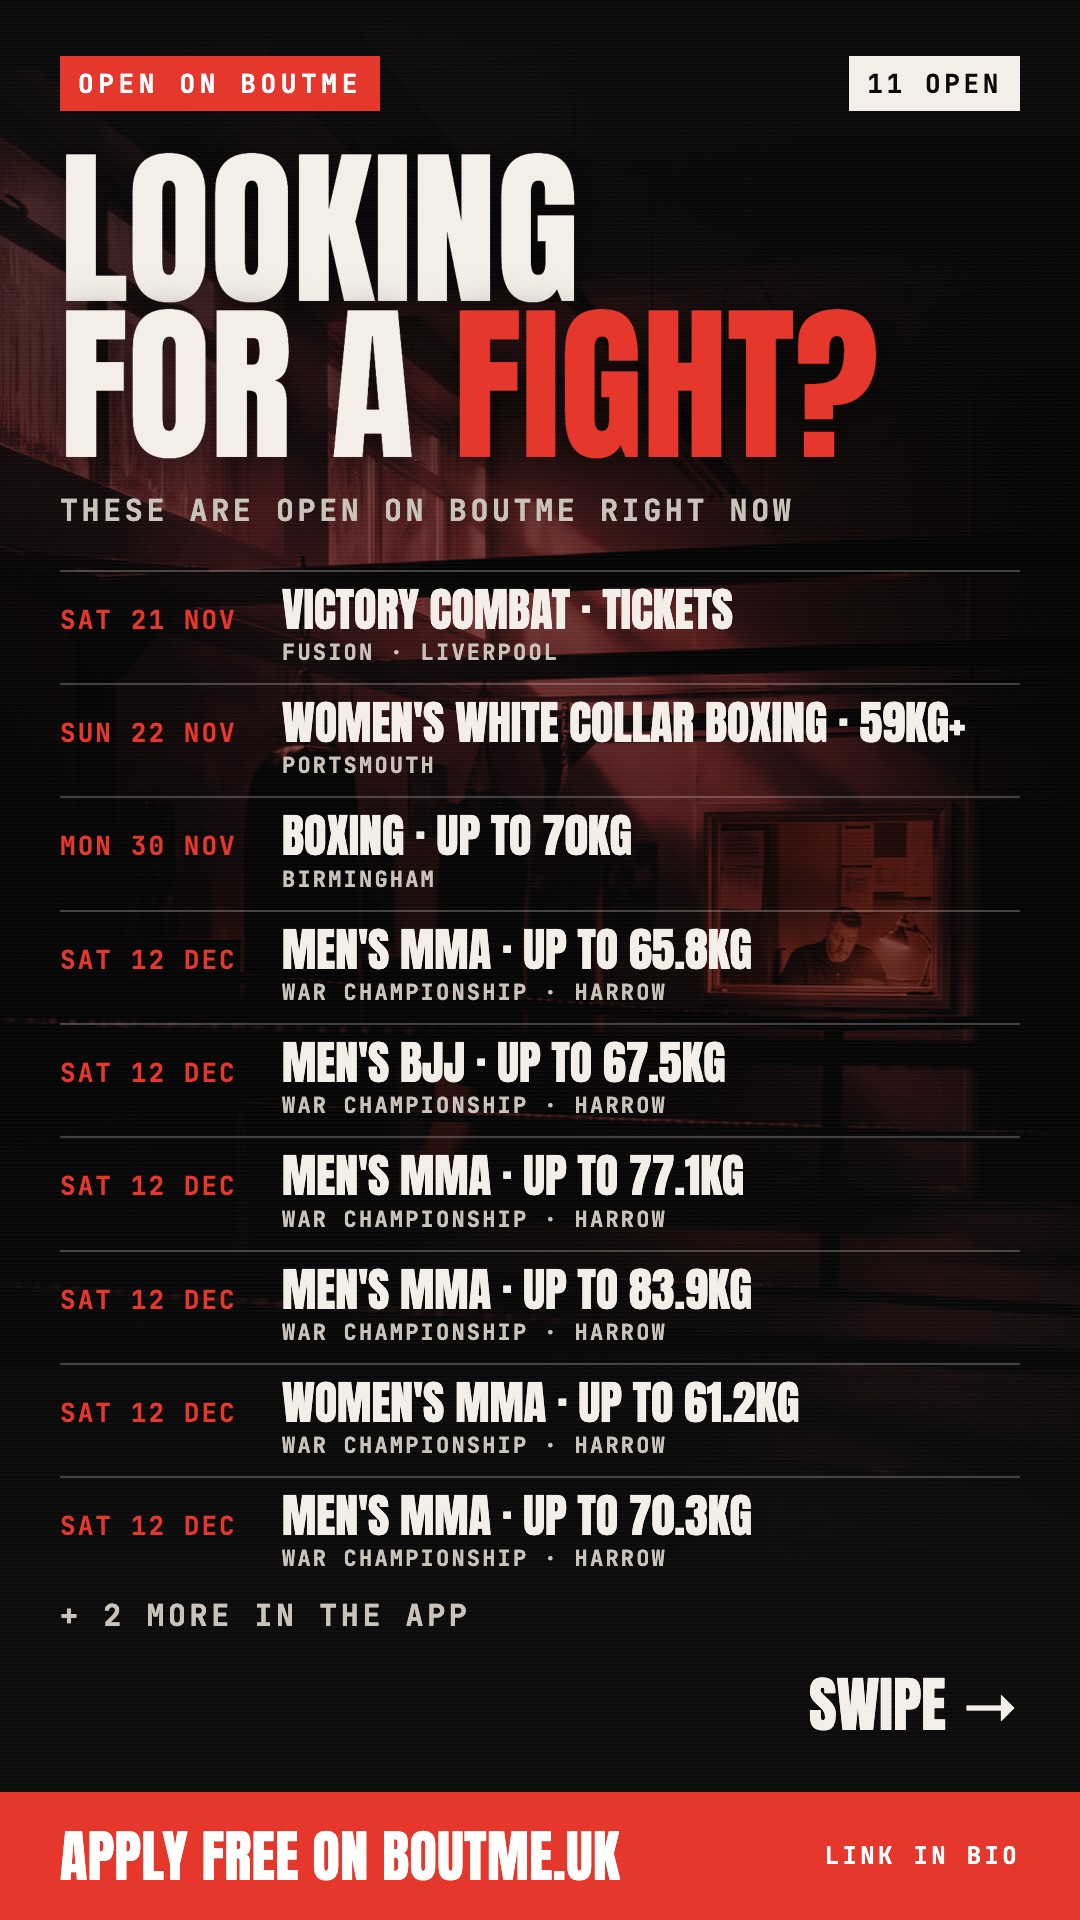 OPEN ON BOUTME
11 OPEN
LOOKING
FOR A FIGHT?
THESE ARE OPEN ON BOUTME RIGHT NOW
SAT 21 NOV
VICTORY COMBAT · TICKETS
FUSION · LIVERPOOL
SUN 22 NOV
WOMEN'S WHITE COLLAR BOXING · 59KG+
PORTSMOUTH
MON 30 NOV
BOXING · UP TO 70KG
BIRMINGHAM
SAT 12 DEC
MEN'S MMA · UP TO 65.8KG
WAR CHAMPIONSHIP · HARROW
SAT 12 DEC
MEN'S BJJ · UP TO 67.5KG
WAR CHAMPIONSHIP · HARROW
SAT 12 DEC
MEN'S MMA · UP TO 77.1KG
WAR CHAMPIONSHIP · HARROW
SAT 12 DEC
MEN'S MMA · UP TO 83.9KG
WAR CHAMPIONSHIP · HARROW
SAT 12 DEC
WOMEN'S MMA · UP TO 61.2KG
WAR CHAMPIONSHIP · HARROW
SAT 12 DEC
MEN'S MMA · UP TO 70.3KG
WAR CHAMPIONSHIP · HARROW
+ 2 MORE IN THE APP
SWIPE →
APPLY FREE ON BOUTME.UK
LINK IN BIO